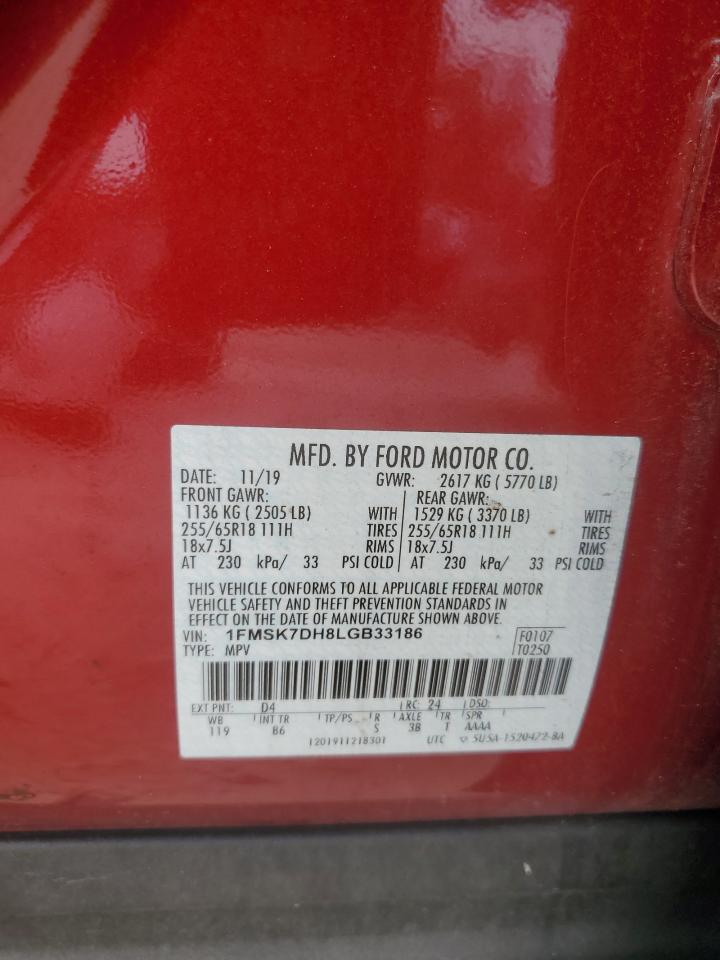 MFD. BY FORD MOTOR CO.
DATE: 11/19 GVWR: 2617 KG ( 5770 LB)
FRONT GAWR: REAR GAWR:
1136 KG ( 2505 LB) WITH 1529 KG ( 3370 LB) WITH
255/65R18 111H TIRES 255/65R18 111H TIRES
18x7.5J RIMS 18x7.5J RIMS
AT 230 kPa/ 33 PSI COLD AT 230 kPa/ 33 PSI COLD
THIS VEHICLE CONFORMS TO ALL APPLICABLE FEDERAL MOTOR
VEHICLE SAFETY AND THEFT PREVENTION STANDARDS IN
EFFECT ON THE DATE OF MANUFACTURE SHOWN ABOVE.
VIN: 1FMSK7DH8LGB33186 F0107
TYPE: MPV T0250
EXT PNT: D4 RC: 24 DSO:
WB INT TR TP/PS R AXLE TR SPR
119 B6 S 3B T AAAA
1201911218301 UTC 5USA-1520472-BA